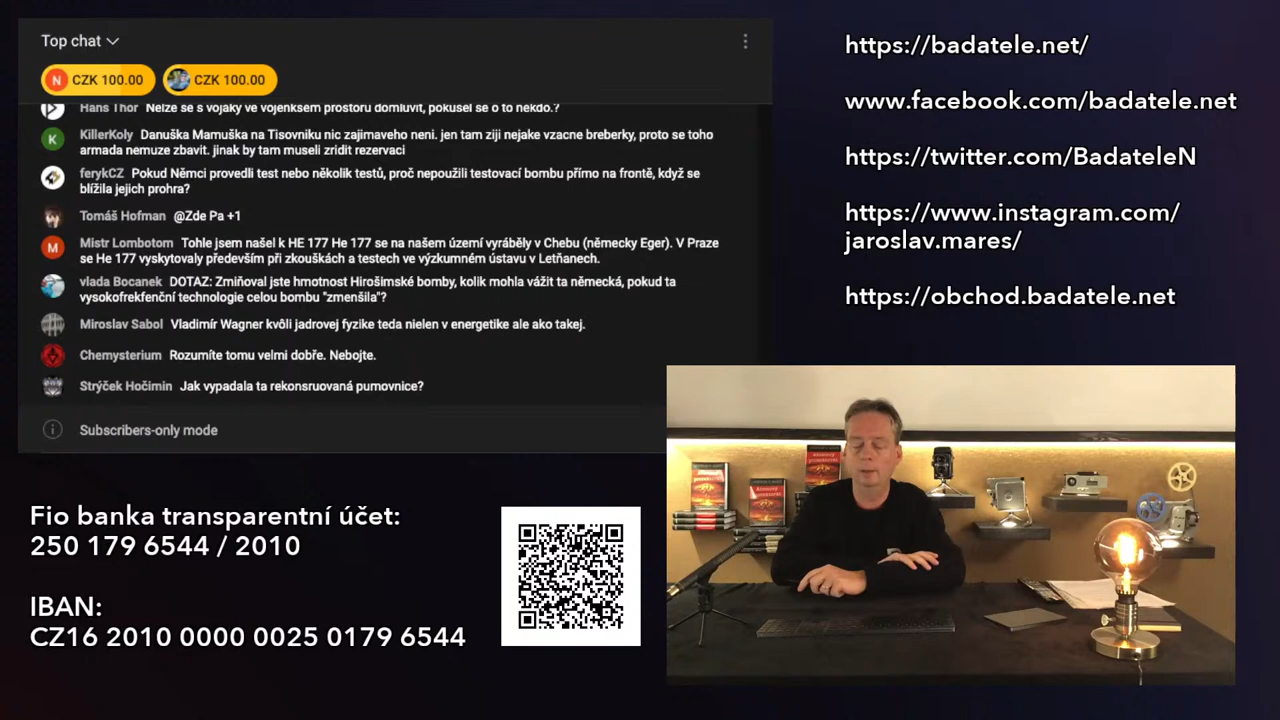 Top chat
N CZK 100.00 CZK 100.00
Hans Thor Nelze se s vojáky ve vojenksem prostoru domluvit, pokusel se o to nekdo.?
K KillerKoly Danuška Mamuška na Tisovniku nic zajimaveho neni. jen tam ziji nejake vzacne breberky, proto se toho
armada nemuze zbavit. jinak by tam museli zridit rezervaci
ferykCZ Pokud Němci provedli test nebo několik testů, proč nepoužili testovací bombu přímo na frontě, když se
blížila jejich prohra?
Tomáš Hofman @Zde Pa +1
M Mistr Lombotom Tohle jsem našel k HE 177 He 177 se na našem území vyráběly v Chebu (německy Eger). V Praze
se He 177 vyskytovaly především při zkouškách a testech ve výzkumném ústavu v Letňanech.
vlada Bocanek DOTAZ: Zmiňoval jste hmotnost Hirošimské bomby, kolik mohla vážit ta německá, pokud ta
vysokofrekfenční technologie celou bombu "zmenšila"?
Miroslav Sabol Vladimír Wagner kvôli jadrovej fyzike teda nielen v energetike ale ako takej.
Chemysterium Rozumíte tomu velmi dobře. Nebojte.
Strýček Hočimin Jak vypadala ta rekonsruovaná pumovnice?
Subscribers-only mode
https://badatele.net/
www.facebook.com/badatele.net
https://twitter.com/BadateleN
https://www.instagram.com/
jaroslav.mares/
https://obchod.badatele.net
Fio banka transparentní účet:
250 179 6544 / 2010
IBAN:
CZ16 2010 0000 0025 0179 6544